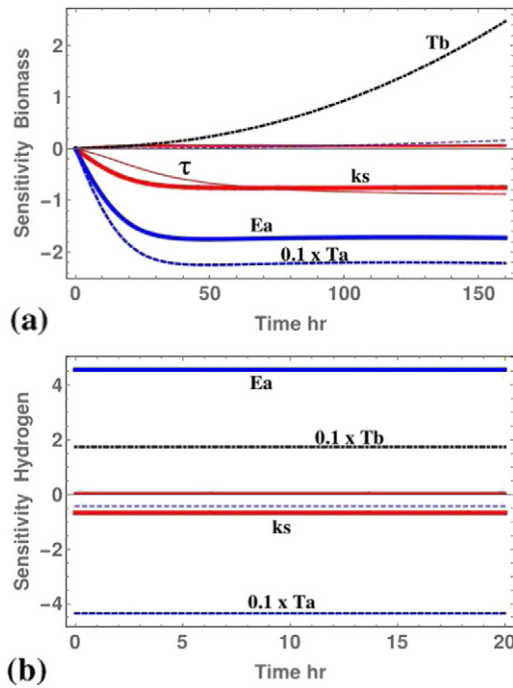 2
1
0
−1
−2
Sensitivity Biomass
Tb
τ
ks
Ea
0.1 x Ta
0 50 100 150
(a)
Time hr
4
2
0
−2
−4
Sensitivity Hydrogen
Ea
0.1 x Tb
ks
0.1 x Ta
0 5 10 15 20
(b)
Time hr